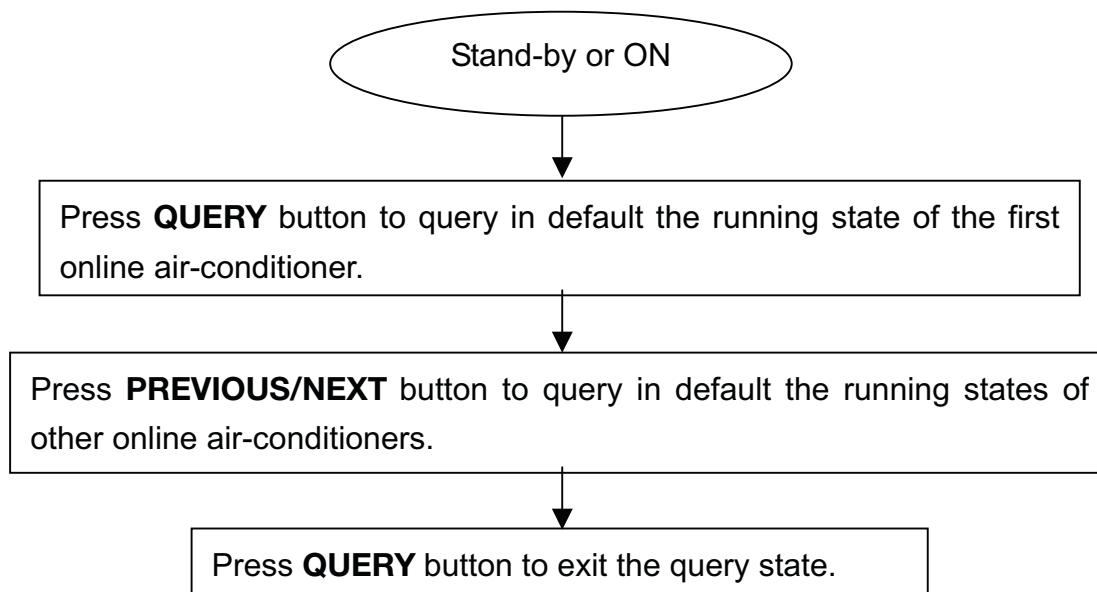 Stand-by or ON
Press QUERY button to query in default the running state of the first
online air-conditioner.
Press PREVIOUS/NEXT button to query in default the running states of
other online air-conditioners.
Press QUERY button to exit the query state.